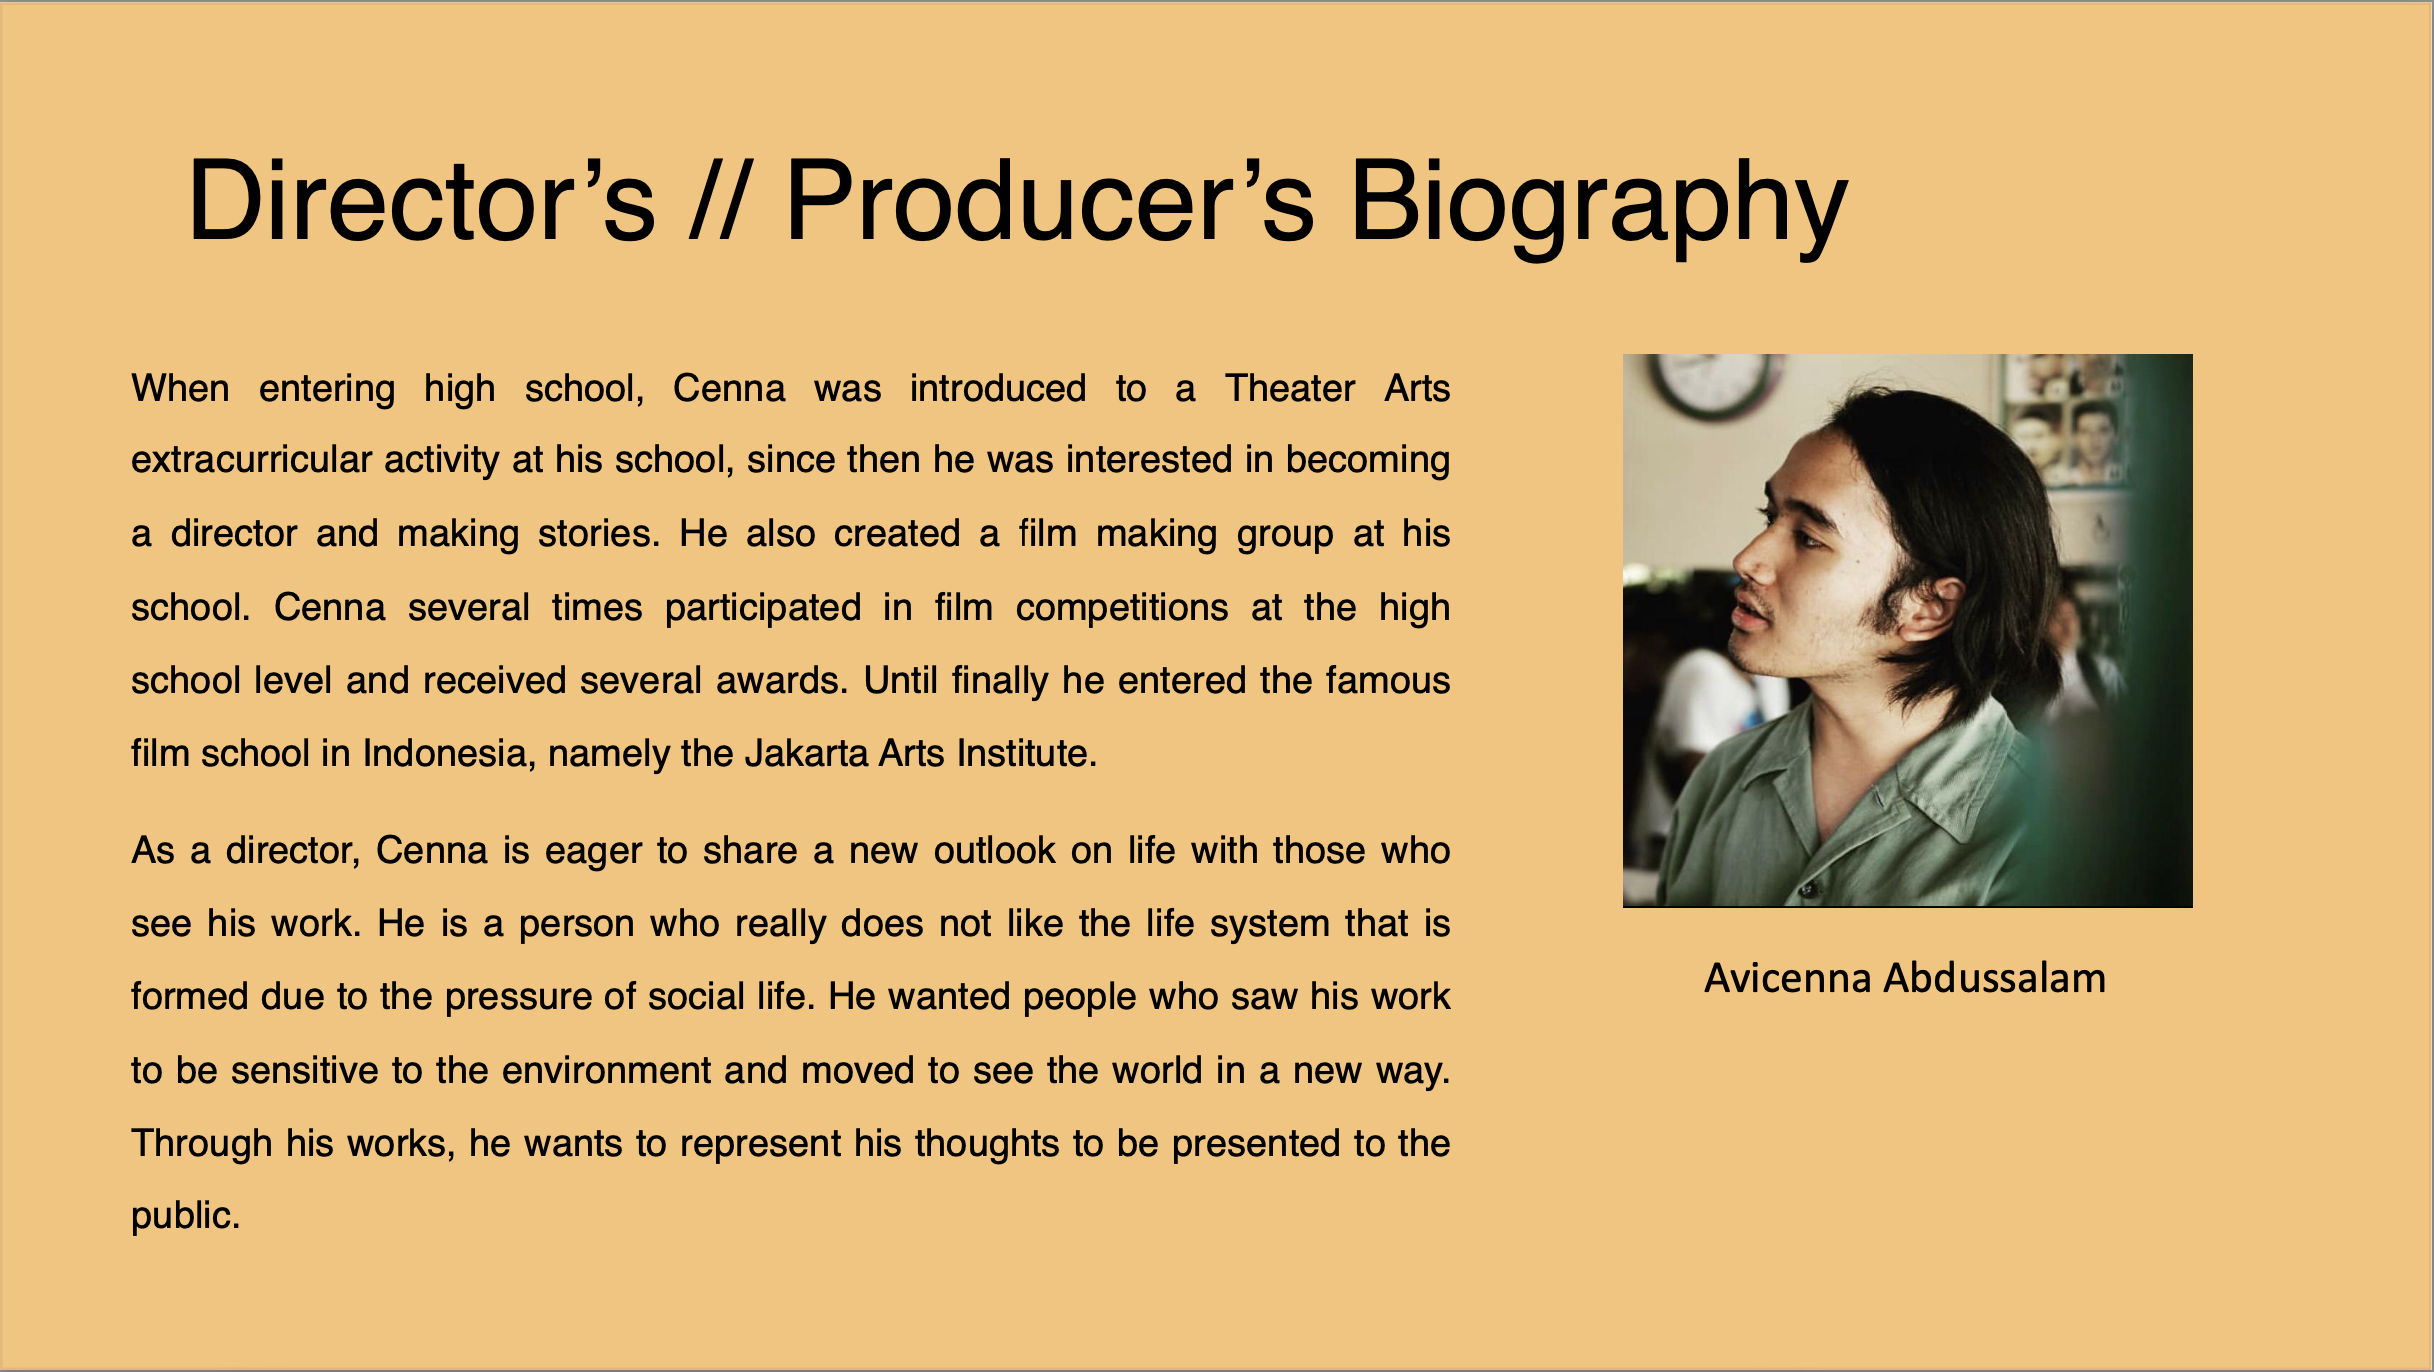 Director’s // Producer’s Biography
When entering high school, Cenna was introduced to a Theater Arts
extracurricular activity at his school, since then he was interested in becoming
a director and making stories. He also created a film making group at his
school. Cenna several times participated in film competitions at the high
school level and received several awards. Until finally he entered the famous
film school in Indonesia, namely the Jakarta Arts Institute.
As a director, Cenna is eager to share a new outlook on life with those who
see his work. He is a person who really does not like the life system that is
formed due to the pressure of social life. He wanted people who saw his work
to be sensitive to the environment and moved to see the world in a new way.
Through his works, he wants to represent his thoughts to be presented to the
public.
Avicenna Abdussalam